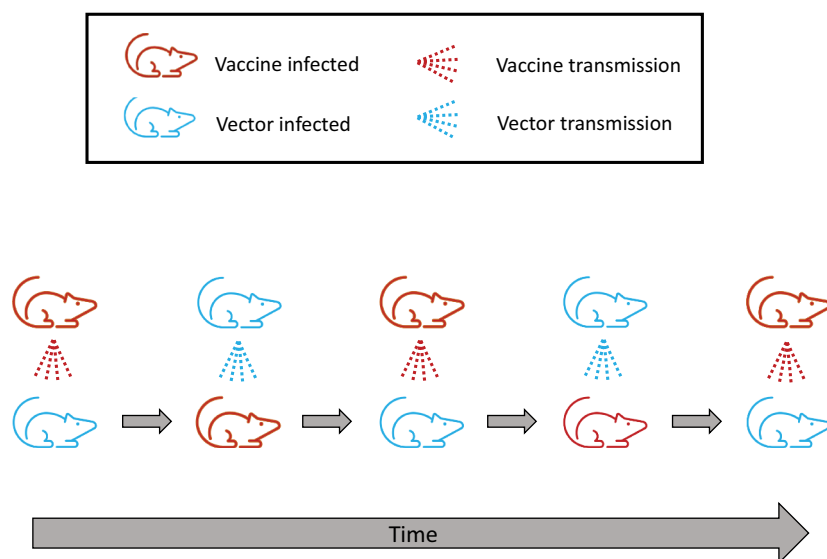 Vaccine infected
Vaccine transmission
Vector infected
Vector transmission
Time